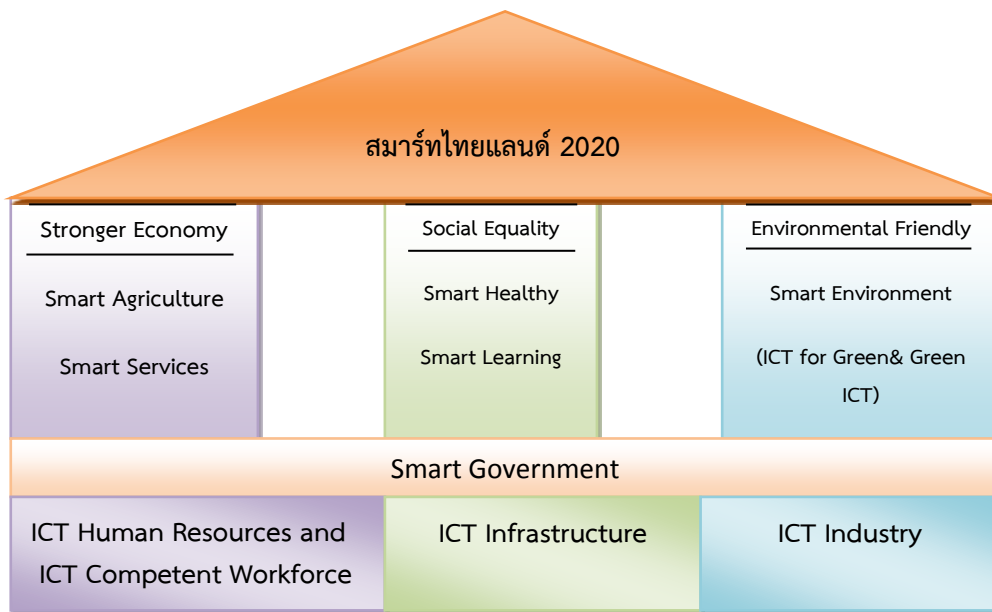 สมาร์ทไทยแลนด์ 2020
Stronger Economy
Smart Agriculture
Smart Services
Social Equality
Smart Healthy
Smart Learning
Environmental Friendly
Smart Environment
(ICT for Green& Green
ICT)
Smart Government
ICT Human Resources and
ICT Competent Workforce
ICT Infrastructure
ICT Industry